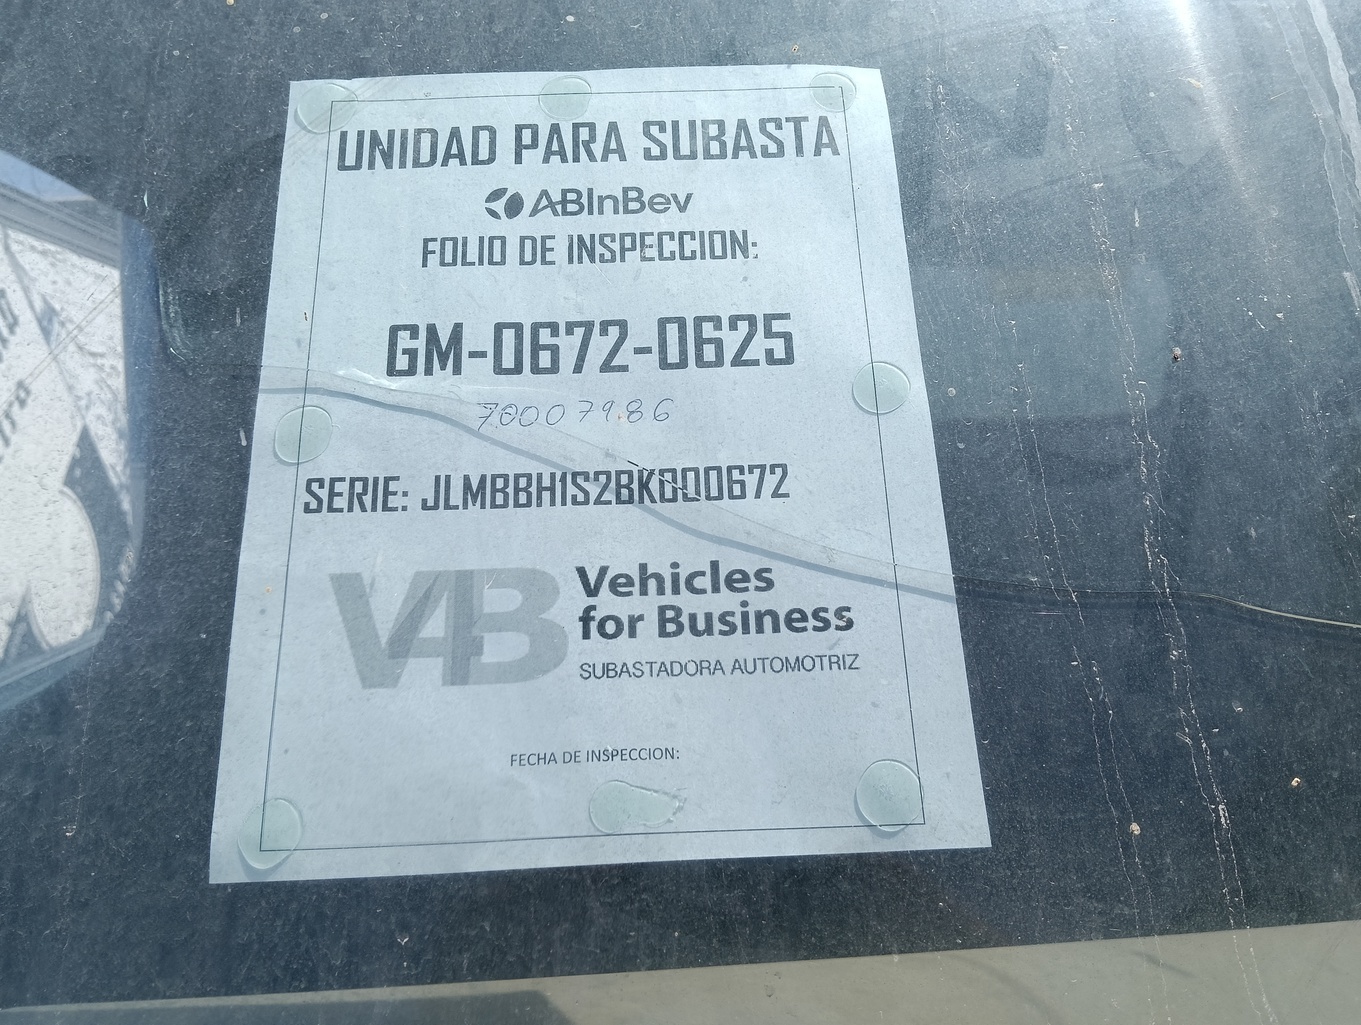 UNIDAD PARA SUBASTA
ABInBev
FOLIO DE INSPECCION:
GM-0672-0625
70007986
SERIE: JLMBBH1S2BK000672
V4B
Vehicles
for Business
SUBASTADORA AUTOMOTRIZ
FECHA DE INSPECCION: